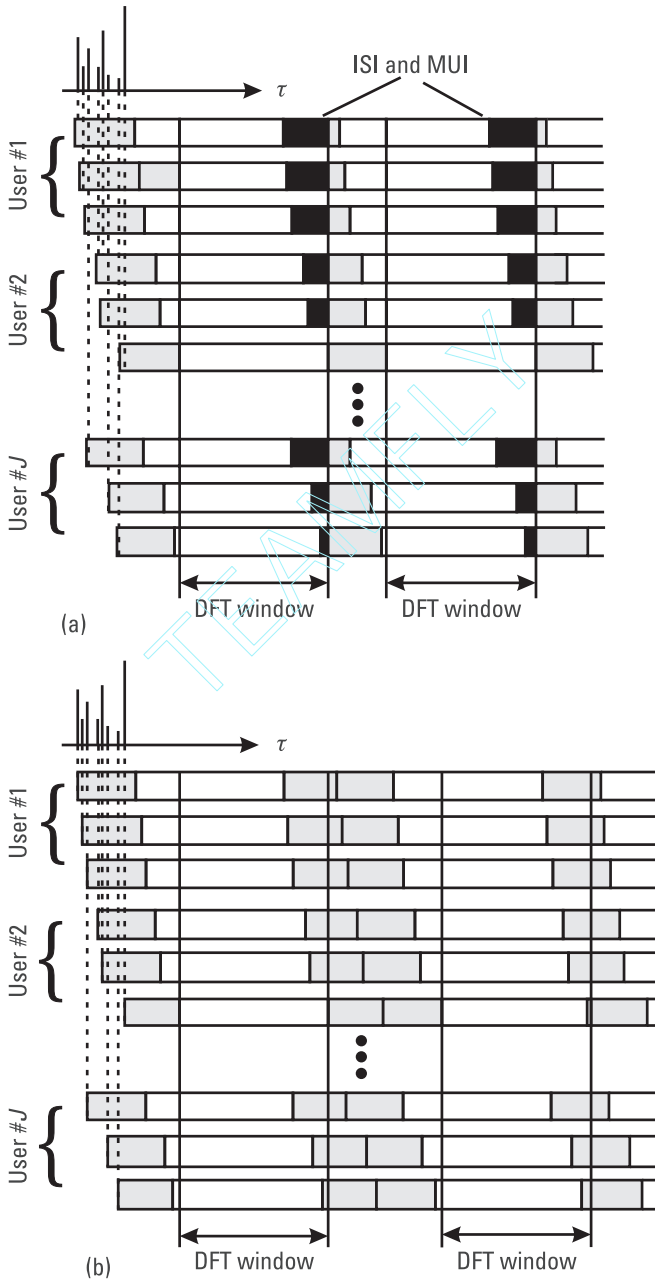 ISI and MUI
τ
User #1
User #2
User #J
DFT window DFT window
(a)
TEAMFLY
τ
User #1
User #2
User #J
DFT window DFT window
(b)